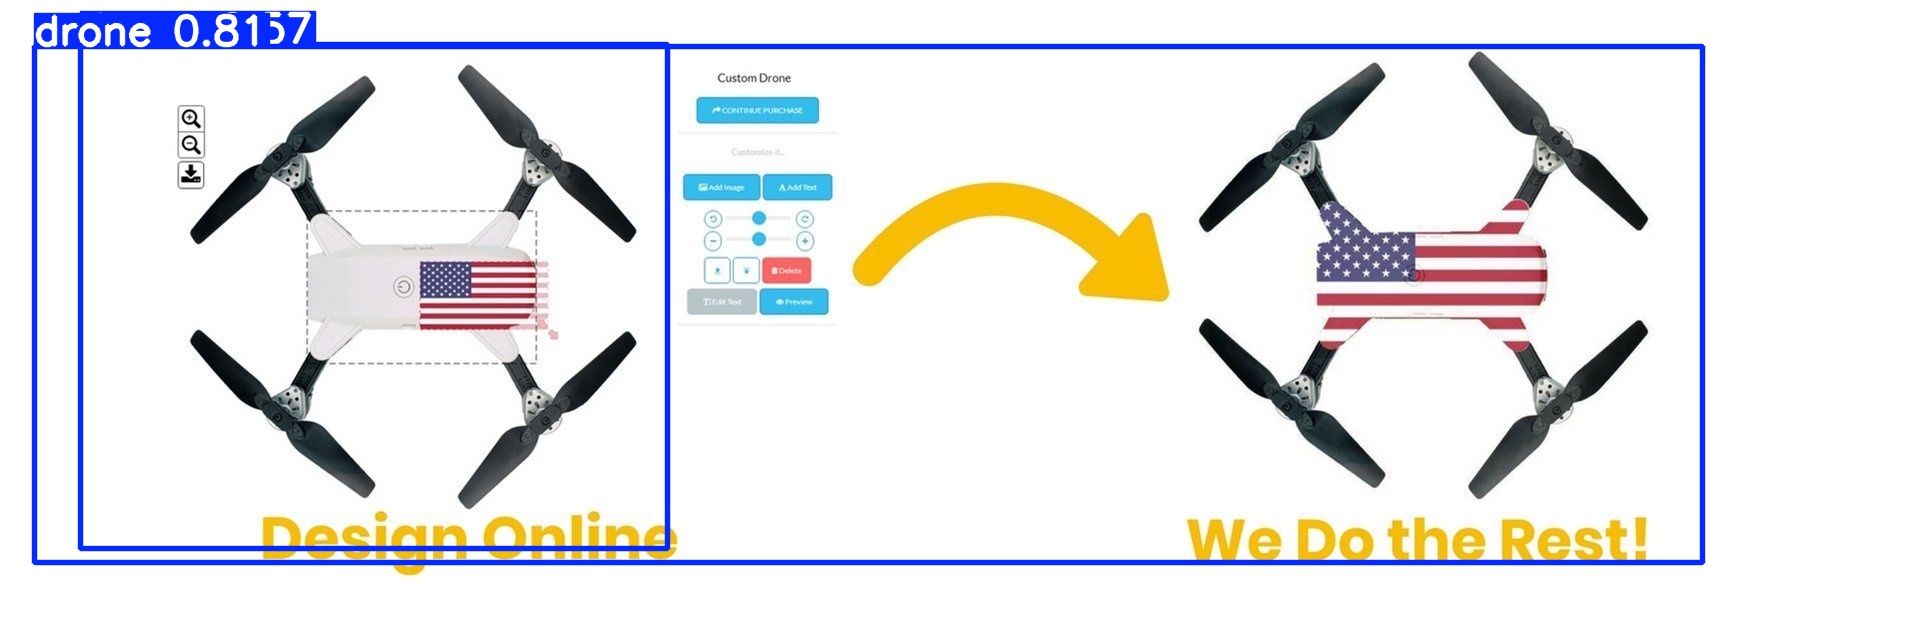 drone 0.81
Custom Drone
CONTINUE PURCHASE
Customize it..
Add Image
Add Text
Delete
Edit Text
Preview
Design Online
We Do the Rest!